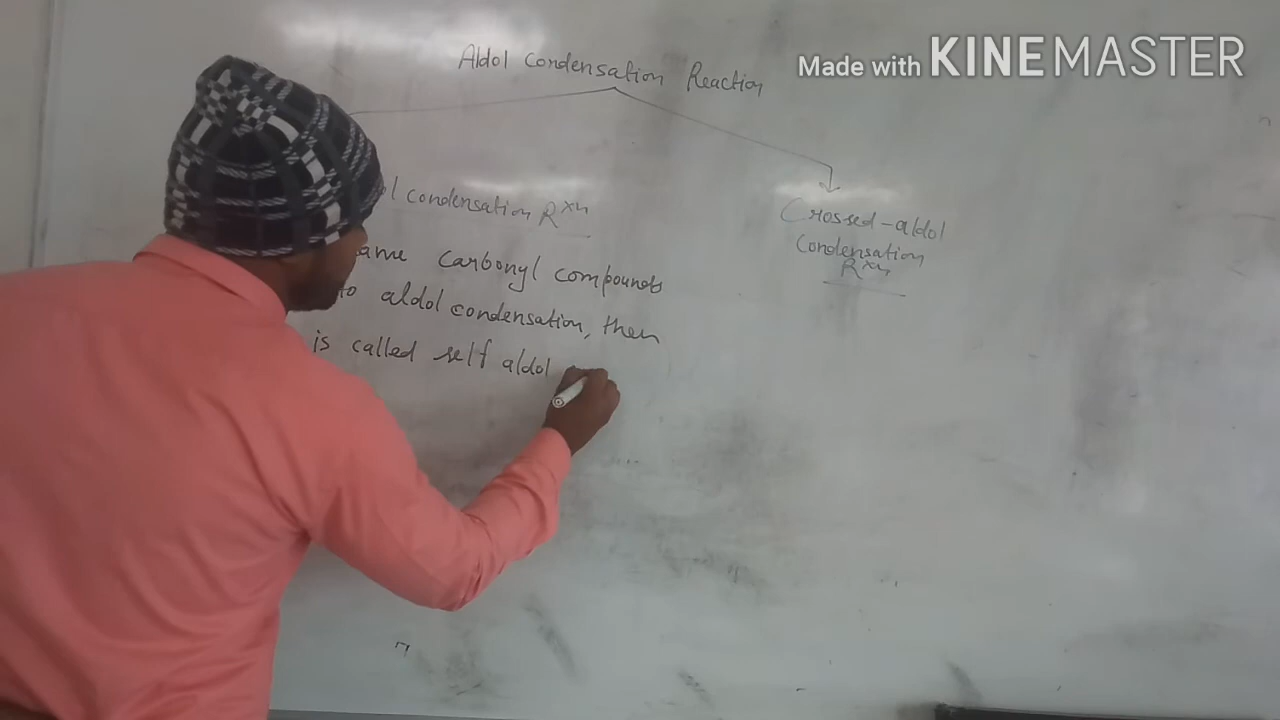 Made with KINEMASTER
Aldol Condensation Reaction
condensation Rxn
carbonyl compounds
to aldol condensation, then
is called self aldol
Crossed-aldol
Condensation
Rxn